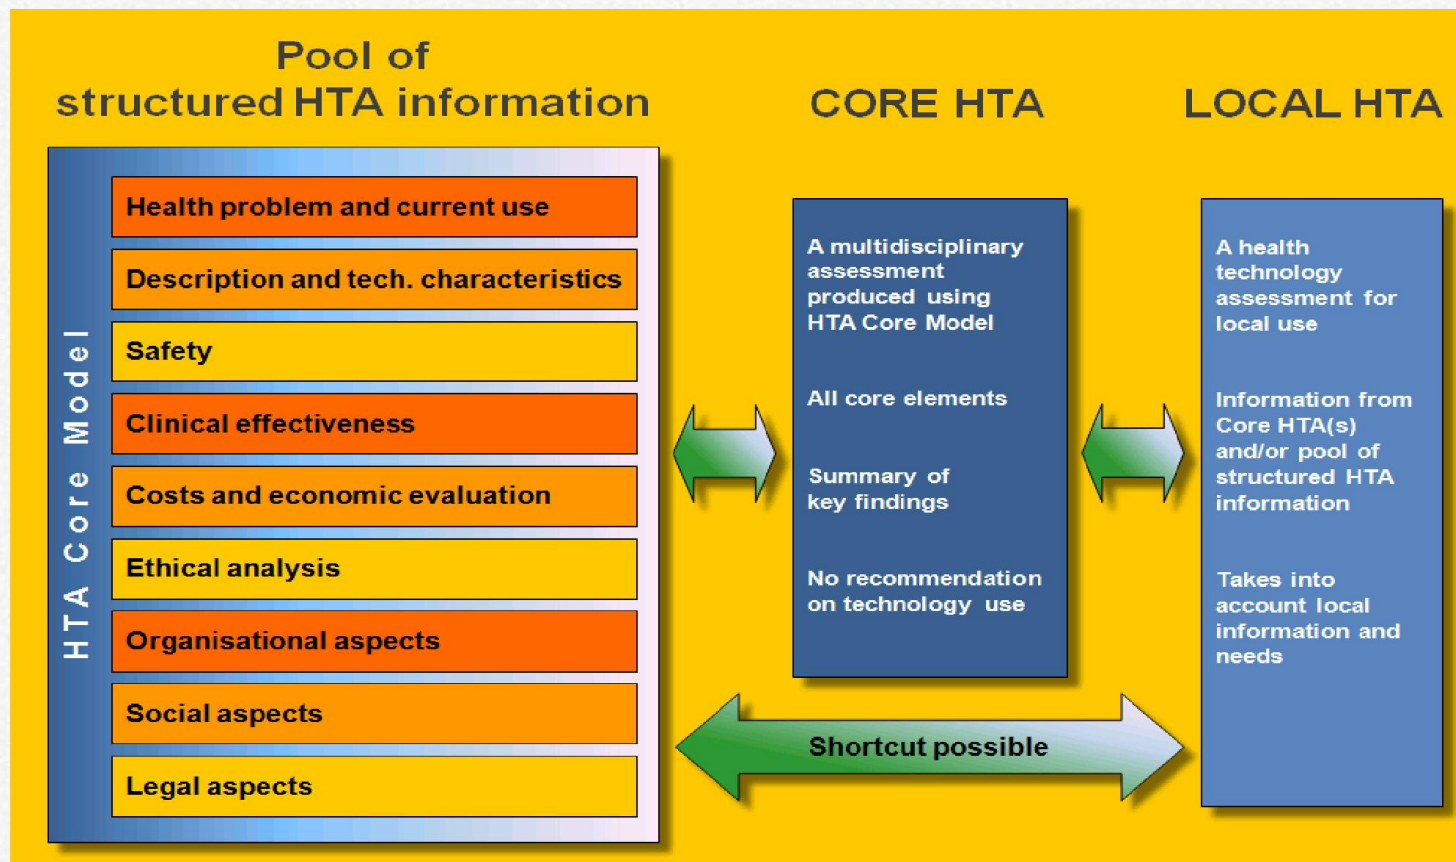 Pool of
structured HTA information
HTA Core Model
Health problem and current use
Description and tech. characteristics
Safety
Clinical effectiveness
Costs and economic evaluation
Ethical analysis
Organisational aspects
Social aspects
Legal aspects
CORE HTA
A multidisciplinary
assessment
produced using
HTA Core Model
All core elements
Summary of
key findings
No recommendation
on technology use
Shortcut possible
LOCAL HTA
A health
technology
assessment for
local use
Information from
Core HTA(s)
and/or pool of
structured HTA
information
Takes into
account local
information and
needs